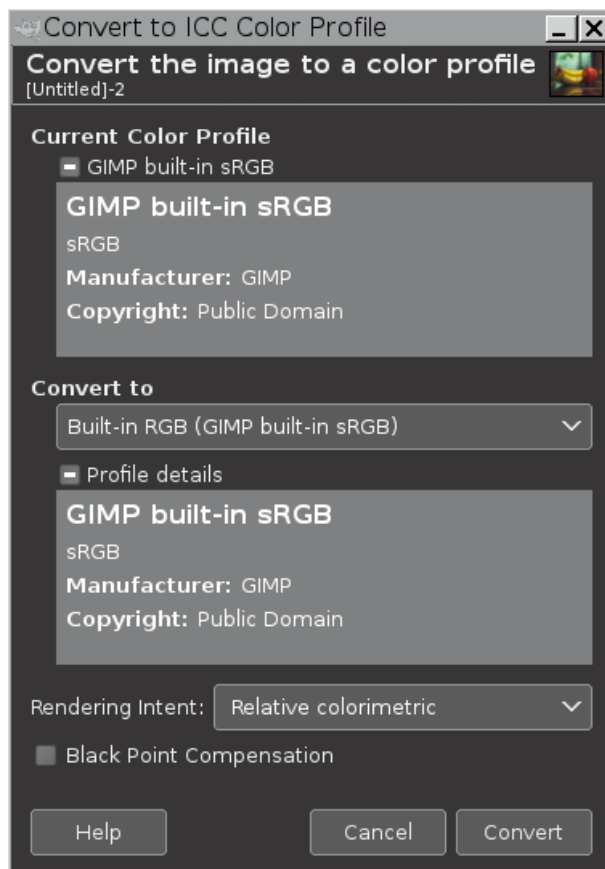 Convert to ICC Color Profile
Convert the image to a color profile
[Untitled]-2
Current Color Profile
GIMP built-in sRGB
GIMP built-in sRGB
sRGB
Manufacturer: GIMP
Copyright: Public Domain
Convert to
Built-in RGB (GIMP built-in sRGB)
Profile details
GIMP built-in sRGB
sRGB
Manufacturer: GIMP
Copyright: Public Domain
Rendering Intent: Relative colorimetric
Black Point Compensation
Help Cancel Convert